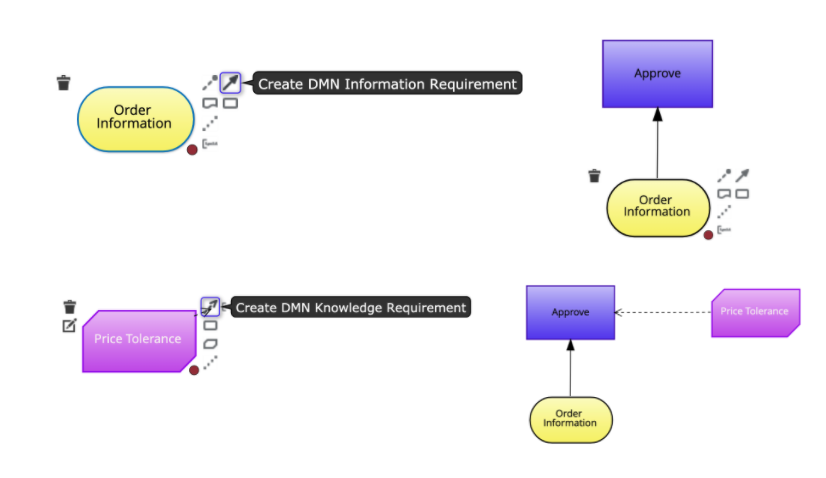 Order
Information
Create DMN Information Requirement
Approve
Order
Information
Price Tolerance
Create DMN Knowledge Requirement
Approve
Price Tolerance
Order
Information